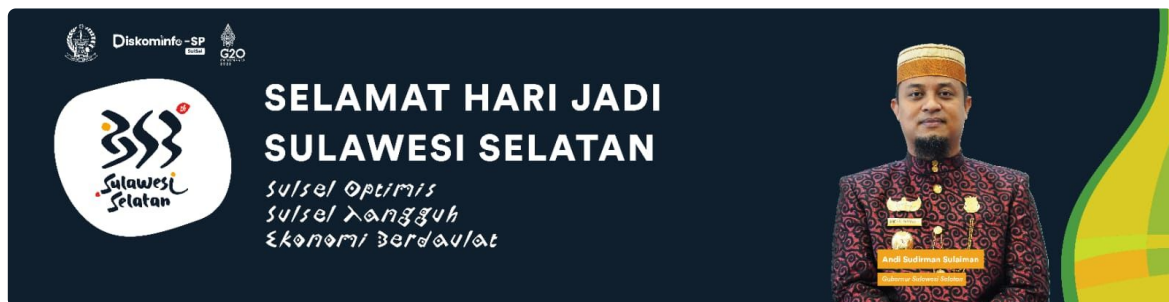 Diskominfo-SP
SulSel
G20
353
Sulawesi
Selatan
SELAMAT HARI JADI
SULAWESI SELATAN
Sulsel Optimis
Sulsel Tangguh
Ekonomi Berdaulat
Andi Sudirman Sulaiman
Gubernur Sulawesi Selatan